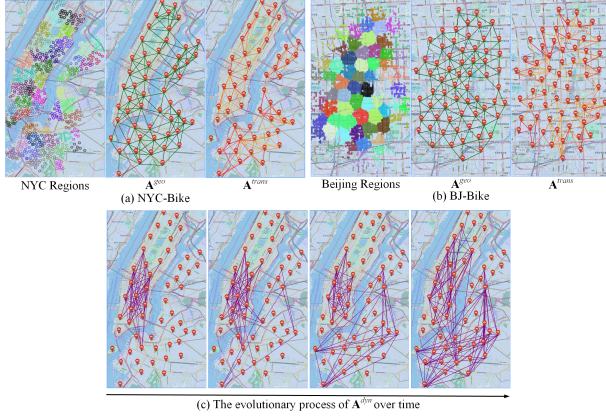 NYC Regions
A^geo
A^trans
Beijing Regions
A^geo
A^trans
(a) NYC-Bike
(b) BJ-Bike
(c) The evolutionary process of A^dyn over time